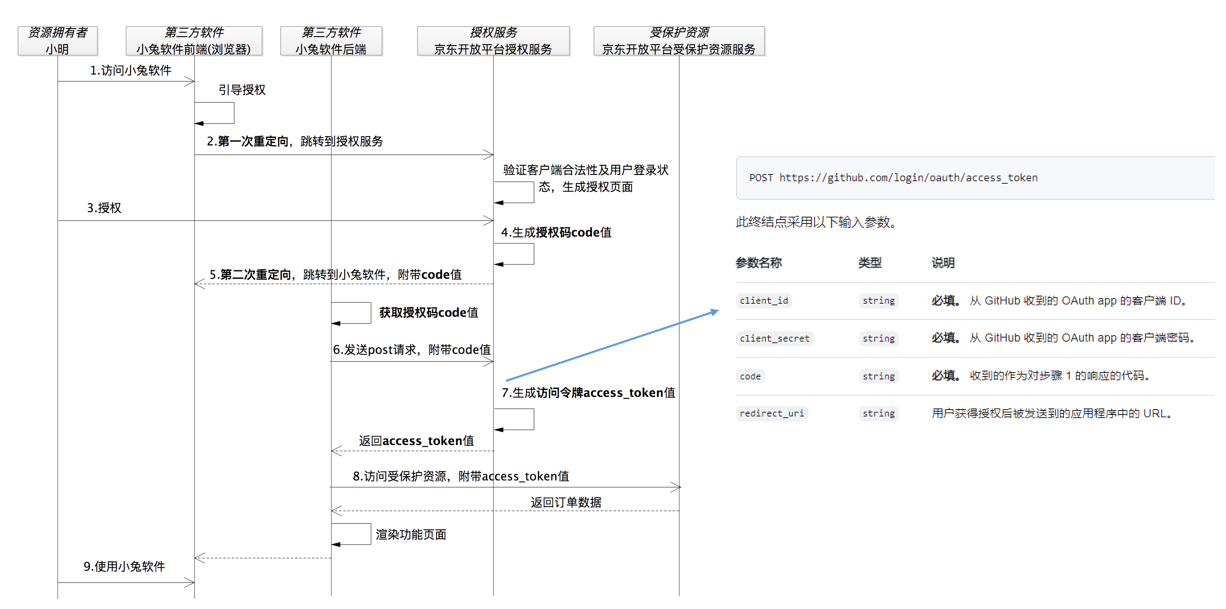 资源拥有者
小明
第三方软件
小兔软件前端(浏览器)
第三方软件
小兔软件后端
授权服务
京东开放平台授权服务
受保护资源
京东开放平台受保护资源服务
1.访问小兔软件
引导授权
2.第一次重定向，跳转到授权服务
验证客户端合法性及用户登录状
态，生成授权页面
3.授权
4.生成授权码code值
5.第二次重定向，跳转到小兔软件，附带code值
获取授权码code值
6.发送post请求，附带code值
7.生成访问令牌access_token值
返回access_token值
8.访问受保护资源，附带access_token值
返回订单数据
渲染功能页面
9.使用小兔软件
POST https://github.com/login/oauth/access_token
此终结点采用以下输入参数。
参数名称 类型 说明
client_id string 必填。 从 GitHub 收到的 OAuth app 的客户端 ID。
client_secret string 必填。 从 GitHub 收到的 OAuth app 的客户端密码。
code string 必填。 收到的作为对步骤 1 的响应的代码。
redirect_uri string 用户获得授权后被发送到的应用程序中的 URL。